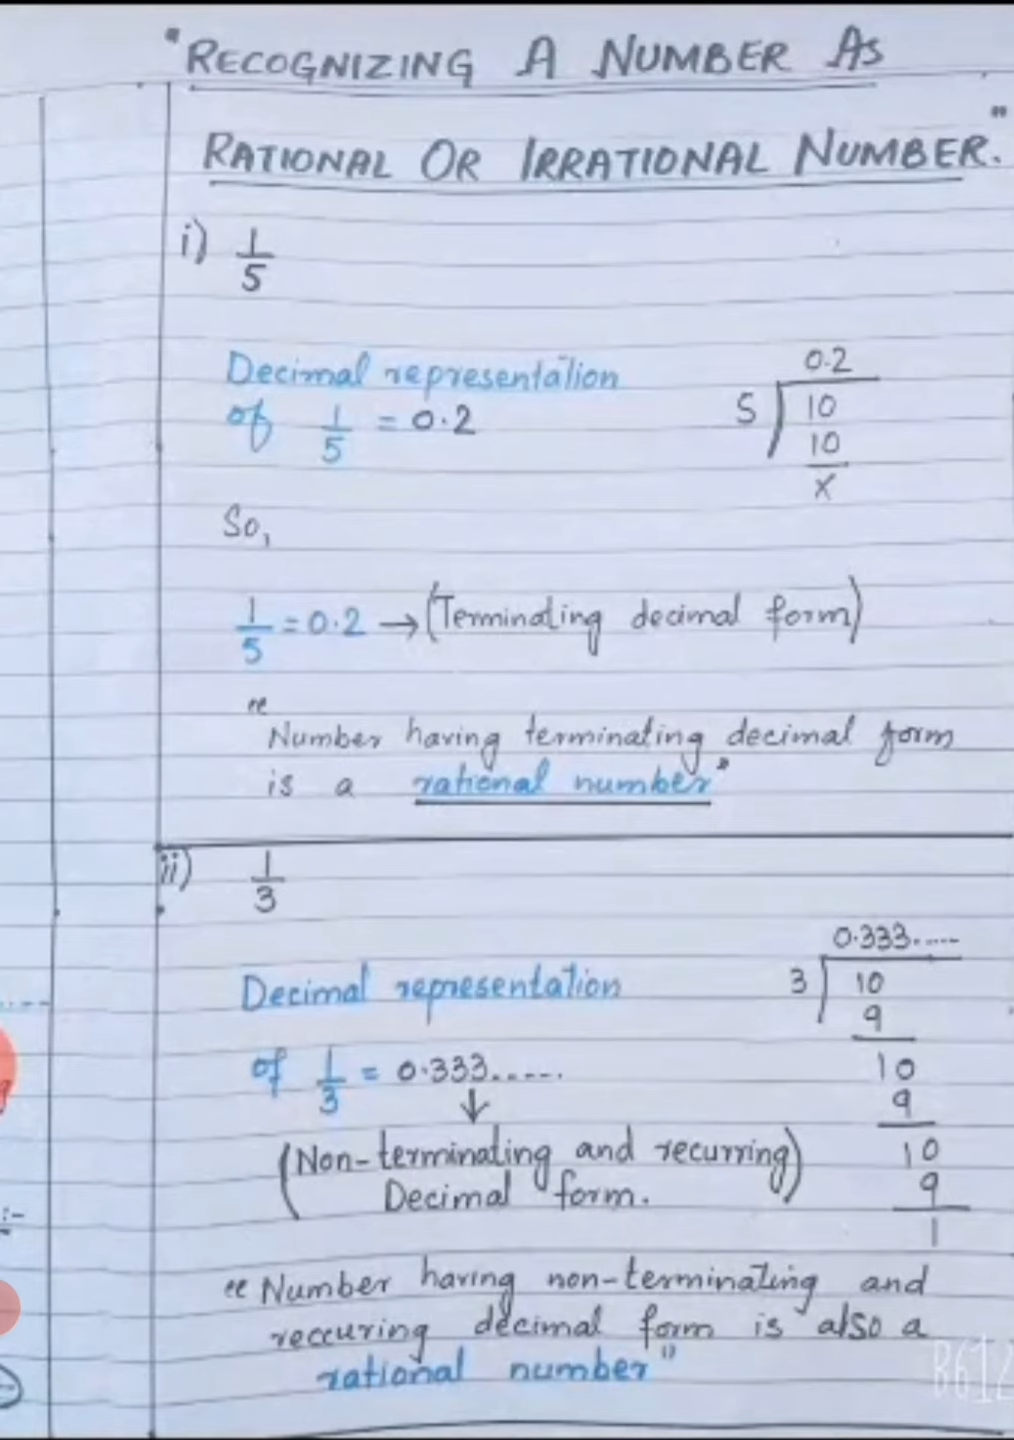 "RECOGNIZING A NUMBER AS
RATIONAL OR IRRATIONAL NUMBER."
i) 1/5
Decimal representation
of 1/5 = 0.2
0.2
5 10
10
x
So,
1/5 = 0.2 → (Terminating decimal form)
"Number having terminating decimal form
is a rational number"
ii) 1/3
Decimal representation
of 1/3 = 0.333.....
↓
(Non-terminating and recurring)
Decimal form.
0.333.....
3 10
9
10
9
10
9
1
"Number having non-terminating and
reccuring decimal form is also a
rational number"